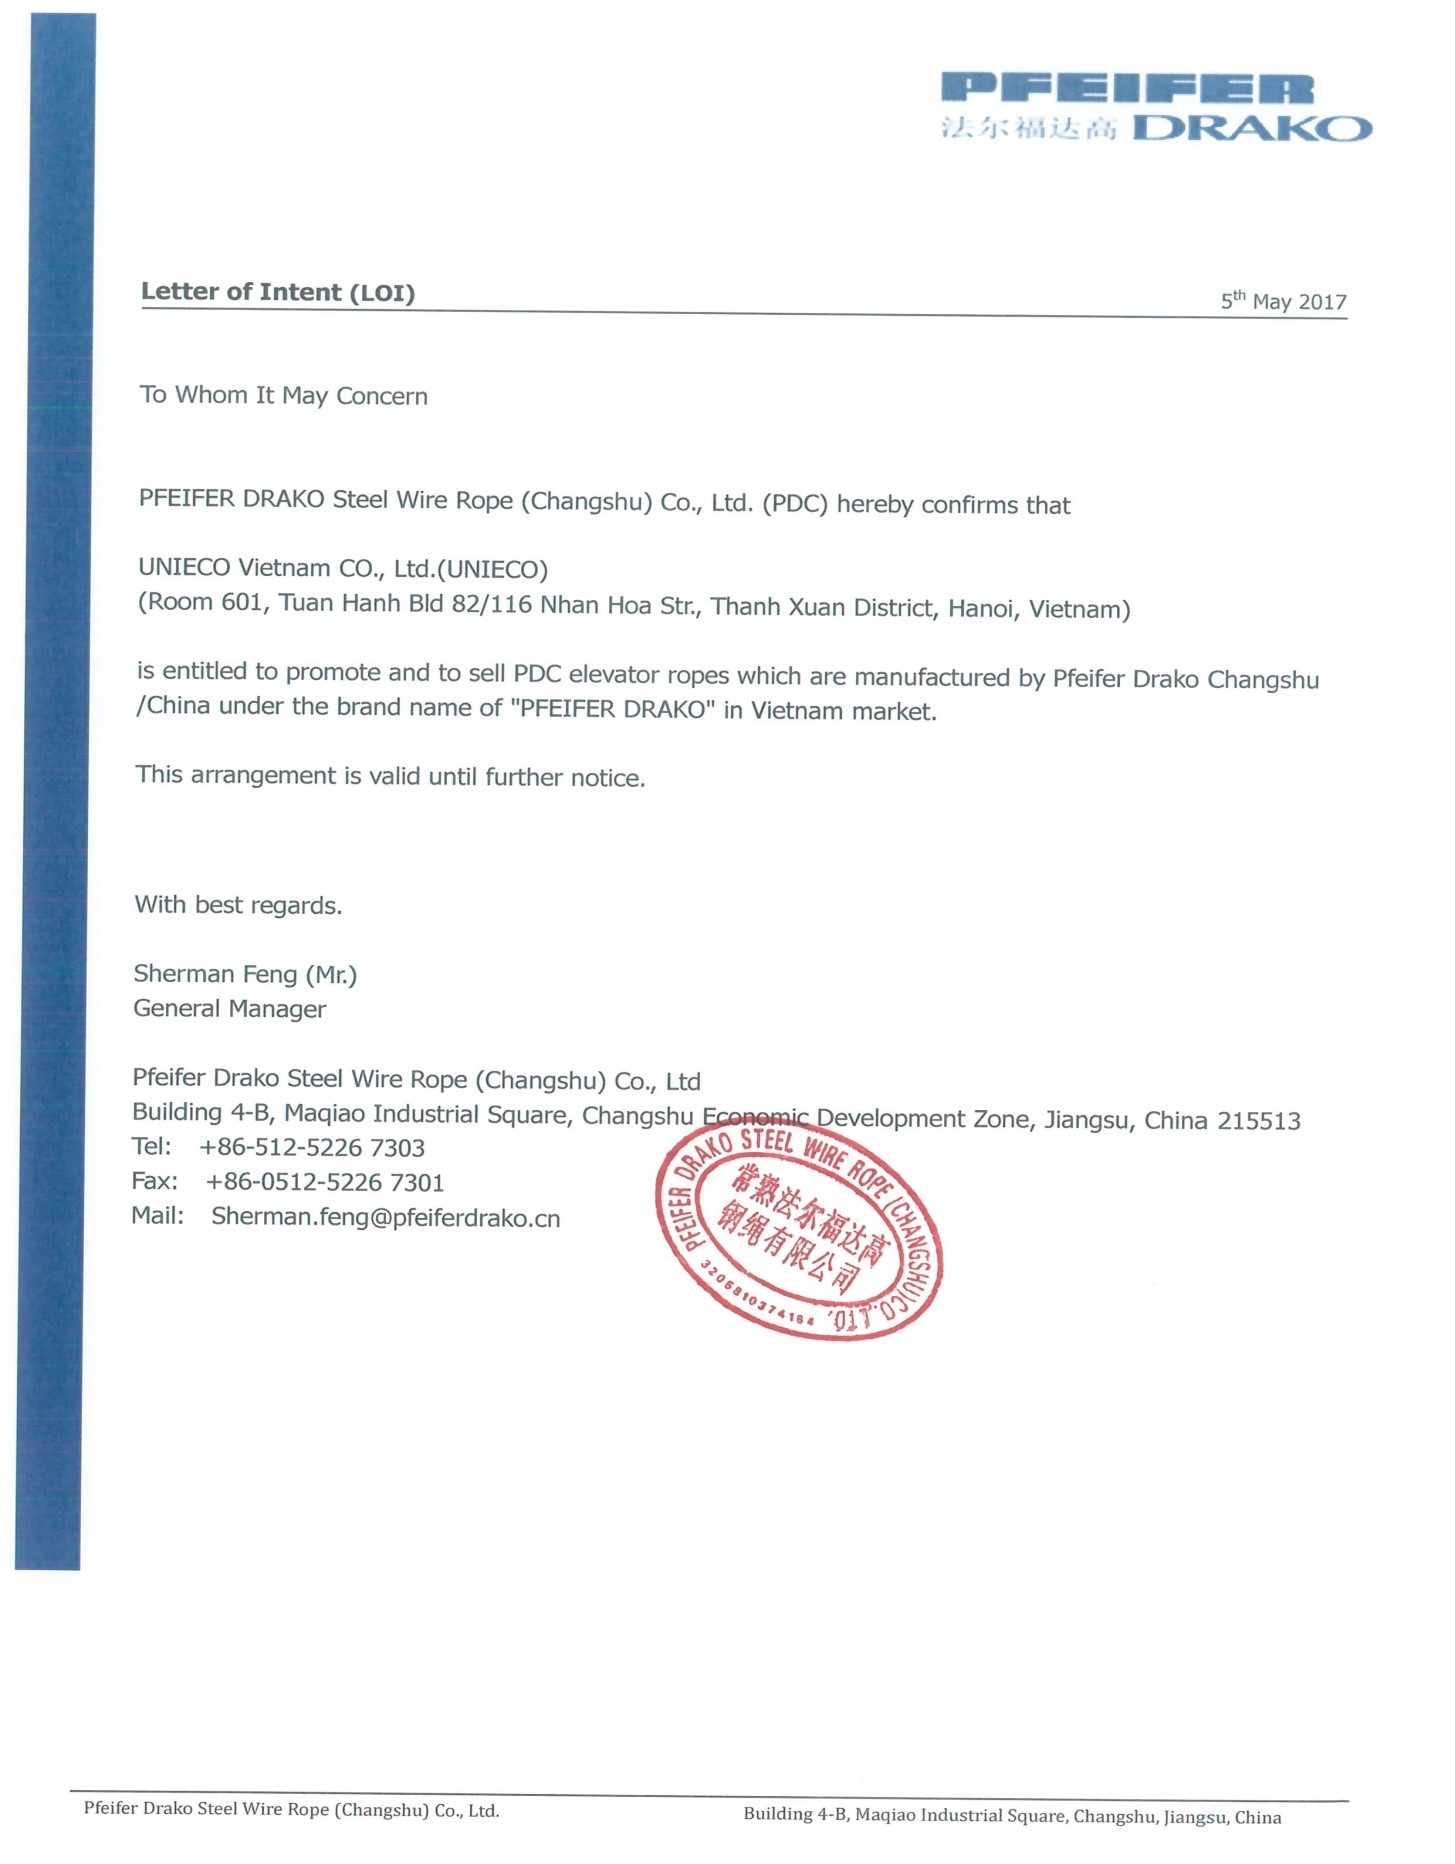 PFEIFER
法尔福达高 DRAKO
Letter of Intent (LOI)
5th May 2017
To Whom It May Concern
PFEIFER DRAKO Steel Wire Rope (Changshu) Co., Ltd. (PDC) hereby confirms that
UNIECO Vietnam CO., Ltd.(UNIECO)
(Room 601, Tuan Hanh Bld 82/116 Nhan Hoa Str., Thanh Xuan District, Hanoi, Vietnam)
is entitled to promote and to sell PDC elevator ropes which are manufactured by Pfeifer Drako Changshu
/China under the brand name of "PFEIFER DRAKO" in Vietnam market.
This arrangement is valid until further notice.
With best regards.
Sherman Feng (Mr.)
General Manager
Pfeifer Drako Steel Wire Rope (Changshu) Co., Ltd
Building 4-B, Maqiao Industrial Square, Changshu Economic Development Zone, Jiangsu, China 215513
Tel: +86-512-5226 7303
Fax: +86-0512-5226 7301
Mail: Sherman.feng@pfeiferdrako.cn
PFEIFER DRAKO STEEL WIRE ROPE (CHANGSHU)CO.,LTD.
常熟法尔福达高
钢绳有限公司
3205810374164
Pfeifer Drako Steel Wire Rope (Changshu) Co., Ltd.
Building 4-B, Maqiao Industrial Square, Changshu, Jiangsu, China